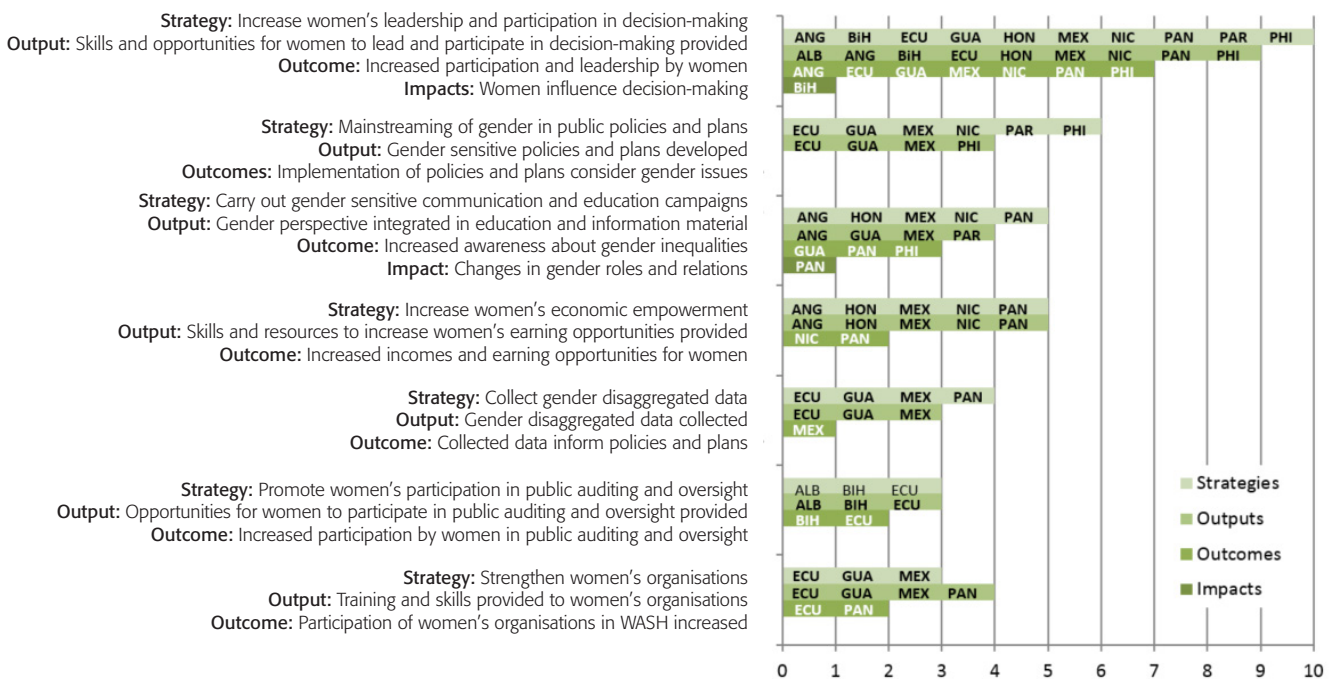 Strategy: Increase women's leadership and participation in decision-making
Output: Skills and opportunities for women to lead and participate in decision-making provided
Outcome: Increased participation and leadership by women
Impacts: Women influence decision-making
ANG BiH ECU GUA HON MEX NIC PAN PAR PHI
ALB ANG BiH ECU HON MEX NIC PAN PHI
ANG ECU GUA MEX NIC PAN PHI
BiH
Strategy: Mainstreaming of gender in public policies and plans
Output: Gender sensitive policies and plans developed
Outcomes: Implementation of policies and plans consider gender issues
ECU GUA MEX NIC PAR PHI
ECU GUA MEX PHI
Strategy: Carry out gender sensitive communication and education campaigns
Output: Gender perspective integrated in education and information material
Outcome: Increased awareness about gender inequalities
Impact: Changes in gender roles and relations
ANG HON MEX NIC PAN
ANG GUA MEX PAR
GUA PAN PHI
PAN
Strategy: Increase women's economic empowerment
Output: Skills and resources to increase women's earning opportunities provided
Outcome: Increased incomes and earning opportunities for women
ANG HON MEX NIC PAN
ANG HON MEX NIC PAN
NIC PAN
Strategy: Collect gender disaggregated data
Output: Gender disaggregated data collected
Outcome: Collected data inform policies and plans
ECU GUA MEX PAN
ECU GUA MEX
MEX
Strategy: Promote women's participation in public auditing and oversight
Output: Opportunities for women to participate in public auditing and oversight provided
Outcome: Increased participation by women in public auditing and oversight
ALB BIH ECU
ALB BIH ECU
BIH ECU
Strategy: Strengthen women's organisations
Output: Training and skills provided to women's organisations
Outcome: Participation of women's organisations in WASH increased
ECU GUA MEX
ECU GUA MEX PAN
ECU PAN
Strategies
Outputs
Outcomes
Impacts
0 1 2 3 4 5 6 7 8 9 10